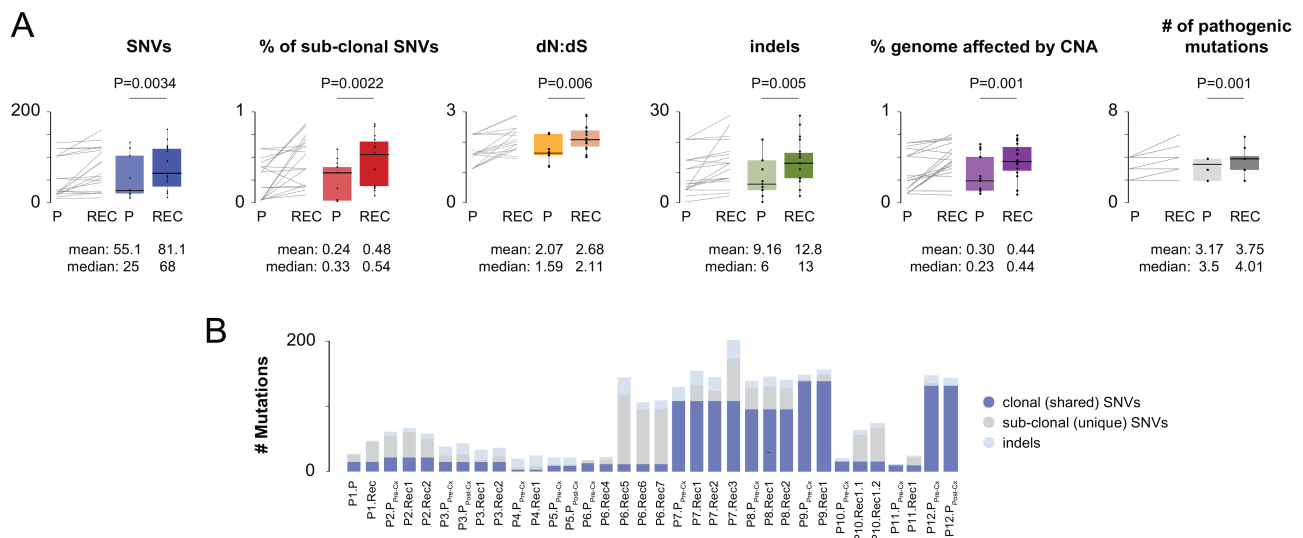 A
SNVs
% of sub-clonal SNVs
dN:dS
indels
% genome affected by CNA
# of pathogenic
mutations
P=0.0034
P=0.0022
P=0.006
P=0.005
P=0.001
P=0.001
200
0
1
0
3
0
30
0
1
0
8
0
P REC P REC
P REC P REC
P REC P REC
P REC P REC
P REC P REC
P REC P REC
mean: 55.1 81.1
median: 25 68
mean: 0.24 0.48
median: 0.33 0.54
mean: 2.07 2.68
median: 1.59 2.11
mean: 9.16 12.8
median: 6 13
mean: 0.30 0.44
median: 0.23 0.44
mean: 3.17 3.75
median: 3.5 4.01
B
# Mutations
200
0
clonal (shared) SNVs
sub-clonal (unique) SNVs
indels
P1.P
P1.Rec
P2.PPre-Cx
P2.Rec1
P2.Rec2
P3.PPre-Cx
P3.PPost-Cx
P3.Rec1
P3.Rec2
P4.PPre-Cx
P4.Rec1
P5.PPre-Cx
P5.PPost-Cx
P6.PPre-Cx
P6.Rec4
P6.Rec5
P6.Rec6
P6.Rec7
P7.PPre-Cx
P7.Rec1
P7.Rec2
P7.Rec3
P8.PPre-Cx
P8.Rec1
P8.Rec2
P9.PPre-Cx
P9.Rec1
P10.PPre-Cx
P10.Rec1.1
P10.Rec1.2
P11.PPre-Cx
P11.Rec1
P12.PPre-Cx
P12.PPost-Cx